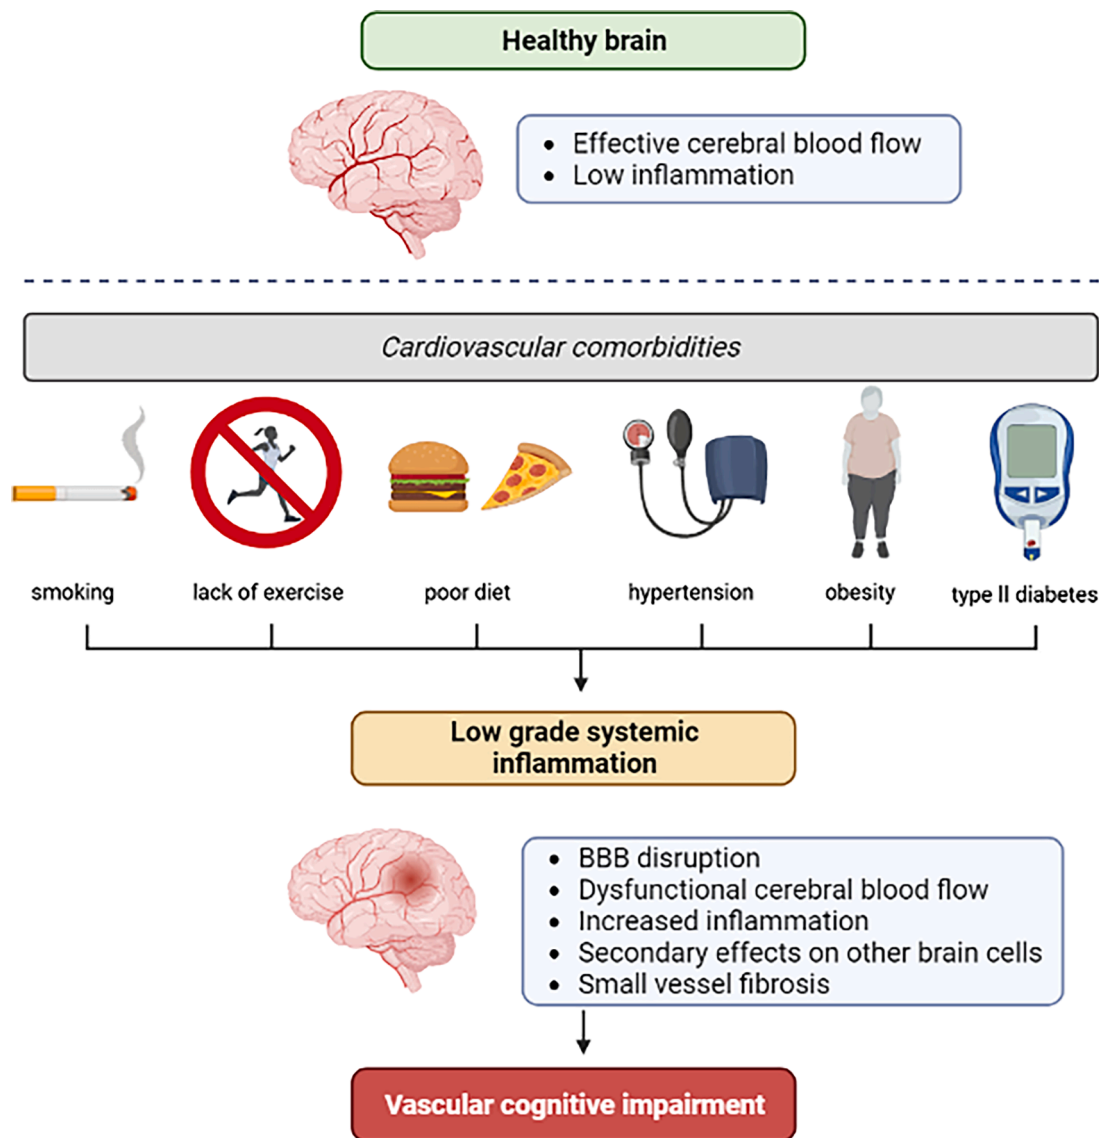 Healthy brain
• Effective cerebral blood flow
• Low inflammation
Cardiovascular comorbidities
smoking
lack of exercise
poor diet
hypertension
obesity
type II diabetes
Low grade systemic
inflammation
• BBB disruption
• Dysfunctional cerebral blood flow
• Increased inflammation
• Secondary effects on other brain cells
• Small vessel fibrosis
Vascular cognitive impairment